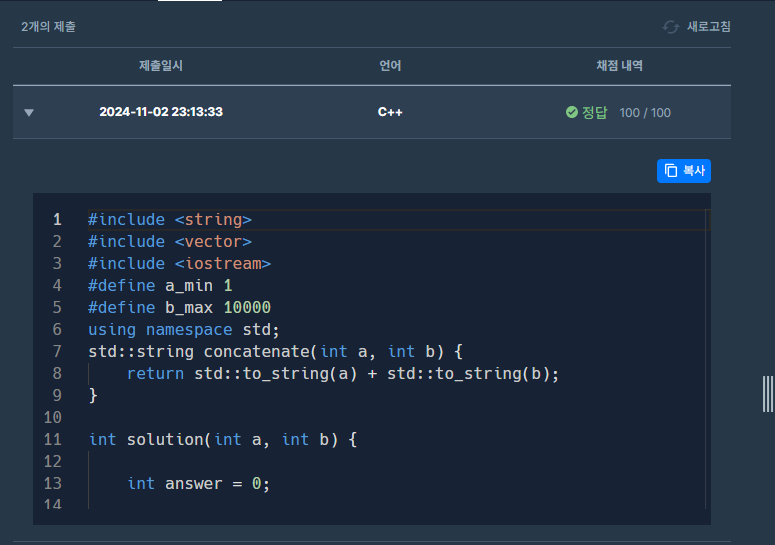 2개의 제출
새로고침
제출일시 언어 채점 내역
2024-11-02 23:13:33 C++ 정답 100 / 100
복사
1 #include <string>
2 #include <vector>
3 #include <iostream>
4 #define a_min 1
5 #define b_max 10000
6 using namespace std;
7 std::string concatenate(int a, int b) {
8     return std::to_string(a) + std::to_string(b);
9 }
10
11 int solution(int a, int b) {
12
13     int answer = 0;
14